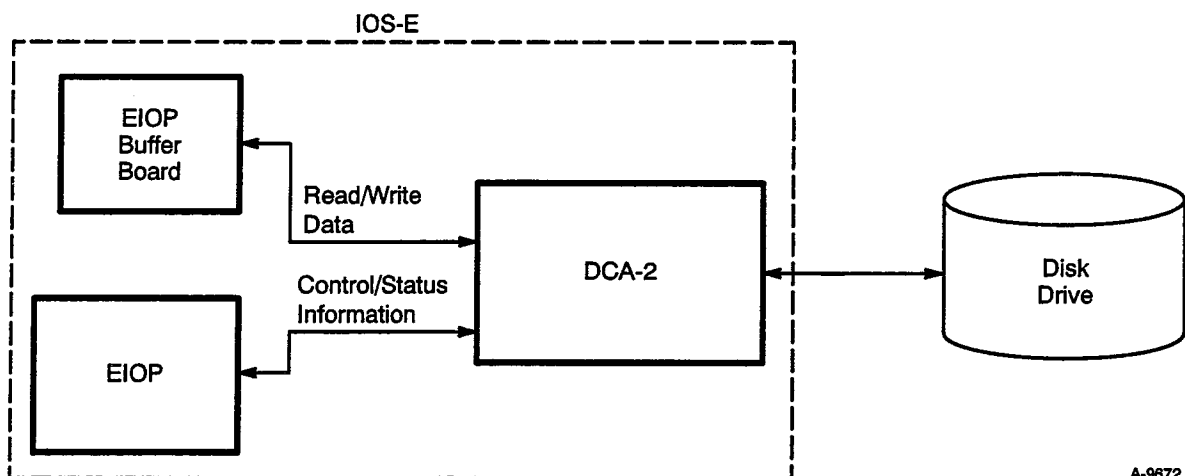 IOS-E
EIOP
Buffer
Board
Read/Write
Data
DCA-2
Disk
Drive
Control/Status
Information
EIOP
A-9672